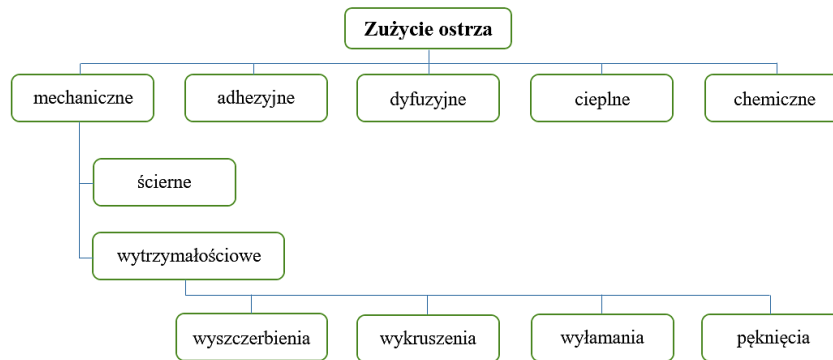 Zużycie ostrza
mechaniczne
adhezyjne
dyfuzyjne
cieplne
chemiczne
ścierne
wytrzymałościowe
wyszczerbienia
wykruszenia
wyłamania
pęknięcia